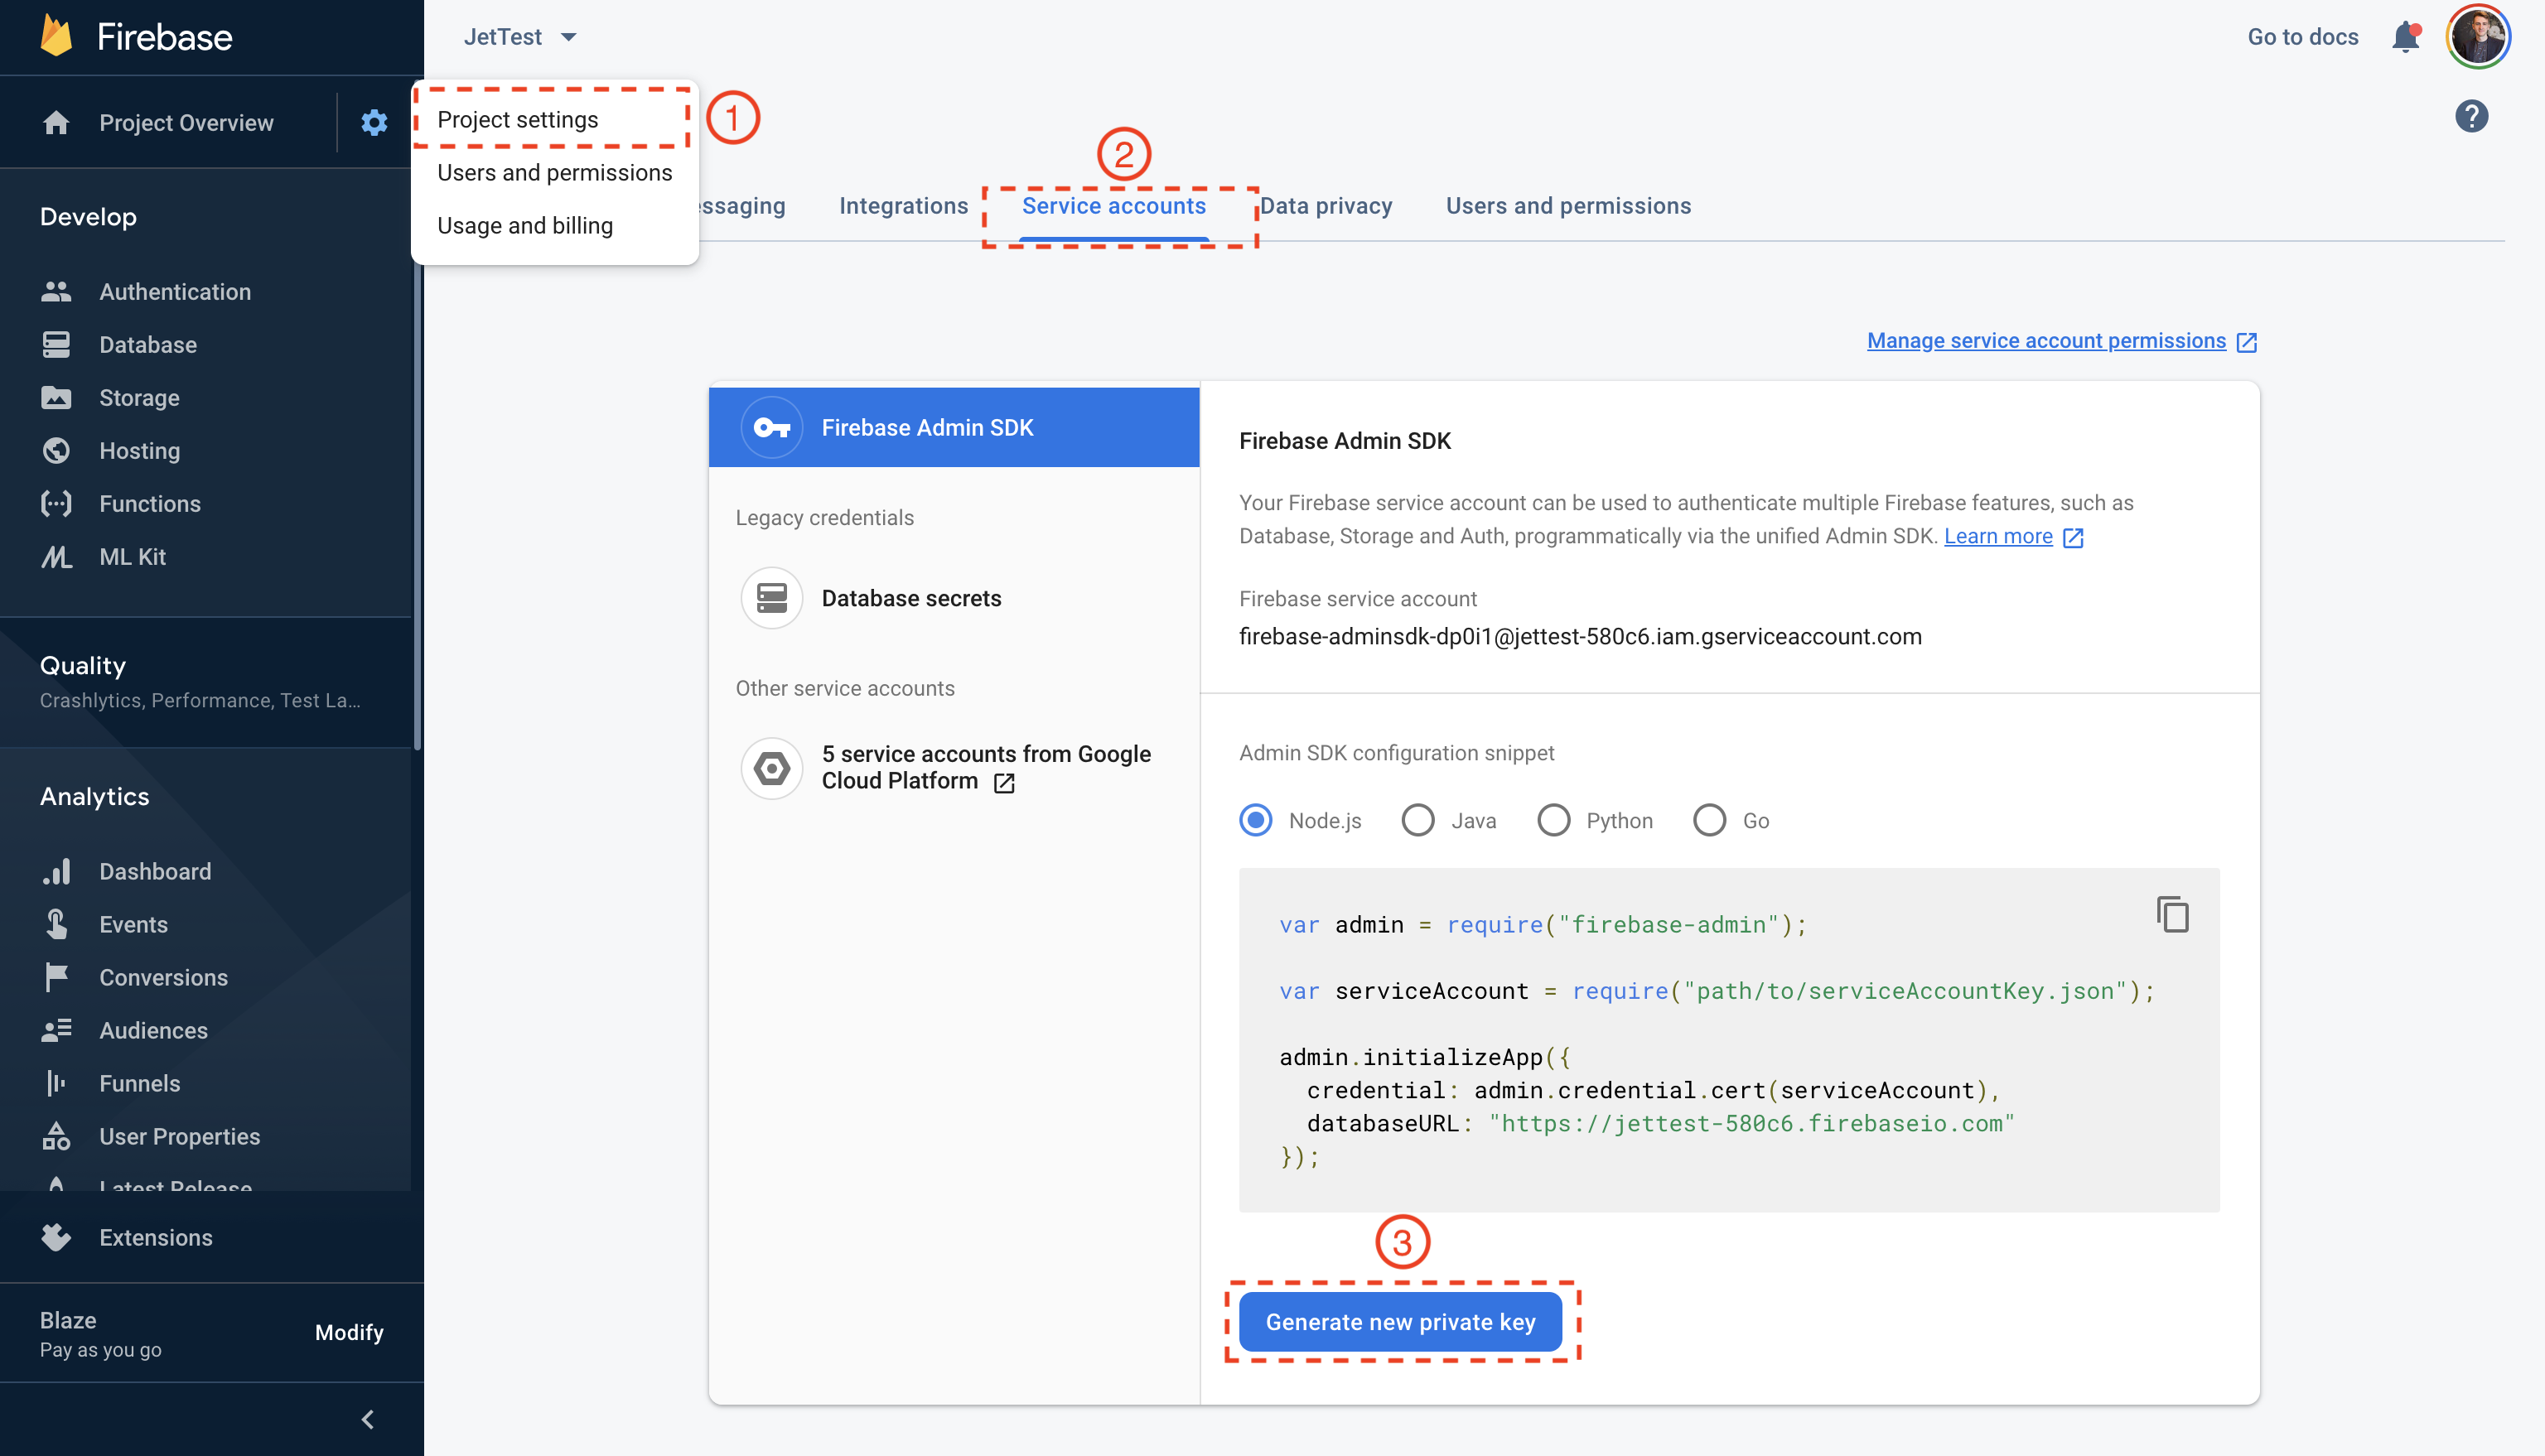 Firebase
JetTest
Go to docs
Project Overview
Project settings
1
Users and permissions
Usage and billing
2
ssaging
Integrations
Service accounts
Data privacy
Users and permissions
Develop
Authentication
Database
Storage
Hosting
Functions
ML Kit
Quality
Crashlytics, Performance, Test La...
Analytics
Dashboard
Events
Conversions
Audiences
Funnels
User Properties
Latest Release
Extensions
Blaze
Pay as you go
Modify
Manage service account permissions
Firebase Admin SDK
Legacy credentials
Database secrets
Other service accounts
5 service accounts from Google
Cloud Platform
Firebase Admin SDK
Your Firebase service account can be used to authenticate multiple Firebase features, such as
Database, Storage and Auth, programmatically via the unified Admin SDK. Learn more
Firebase service account
firebase-adminsdk-dp0i1@jettest-580c6.iam.gserviceaccount.com
Admin SDK configuration snippet
Node.js
Java
Python
Go
var admin = require("firebase-admin");
var serviceAccount = require("path/to/serviceAccountKey.json");
admin.initializeApp({
credential: admin.credential.cert(serviceAccount),
databaseURL: "https://jettest-580c6.firebaseio.com"
});
3
Generate new private key